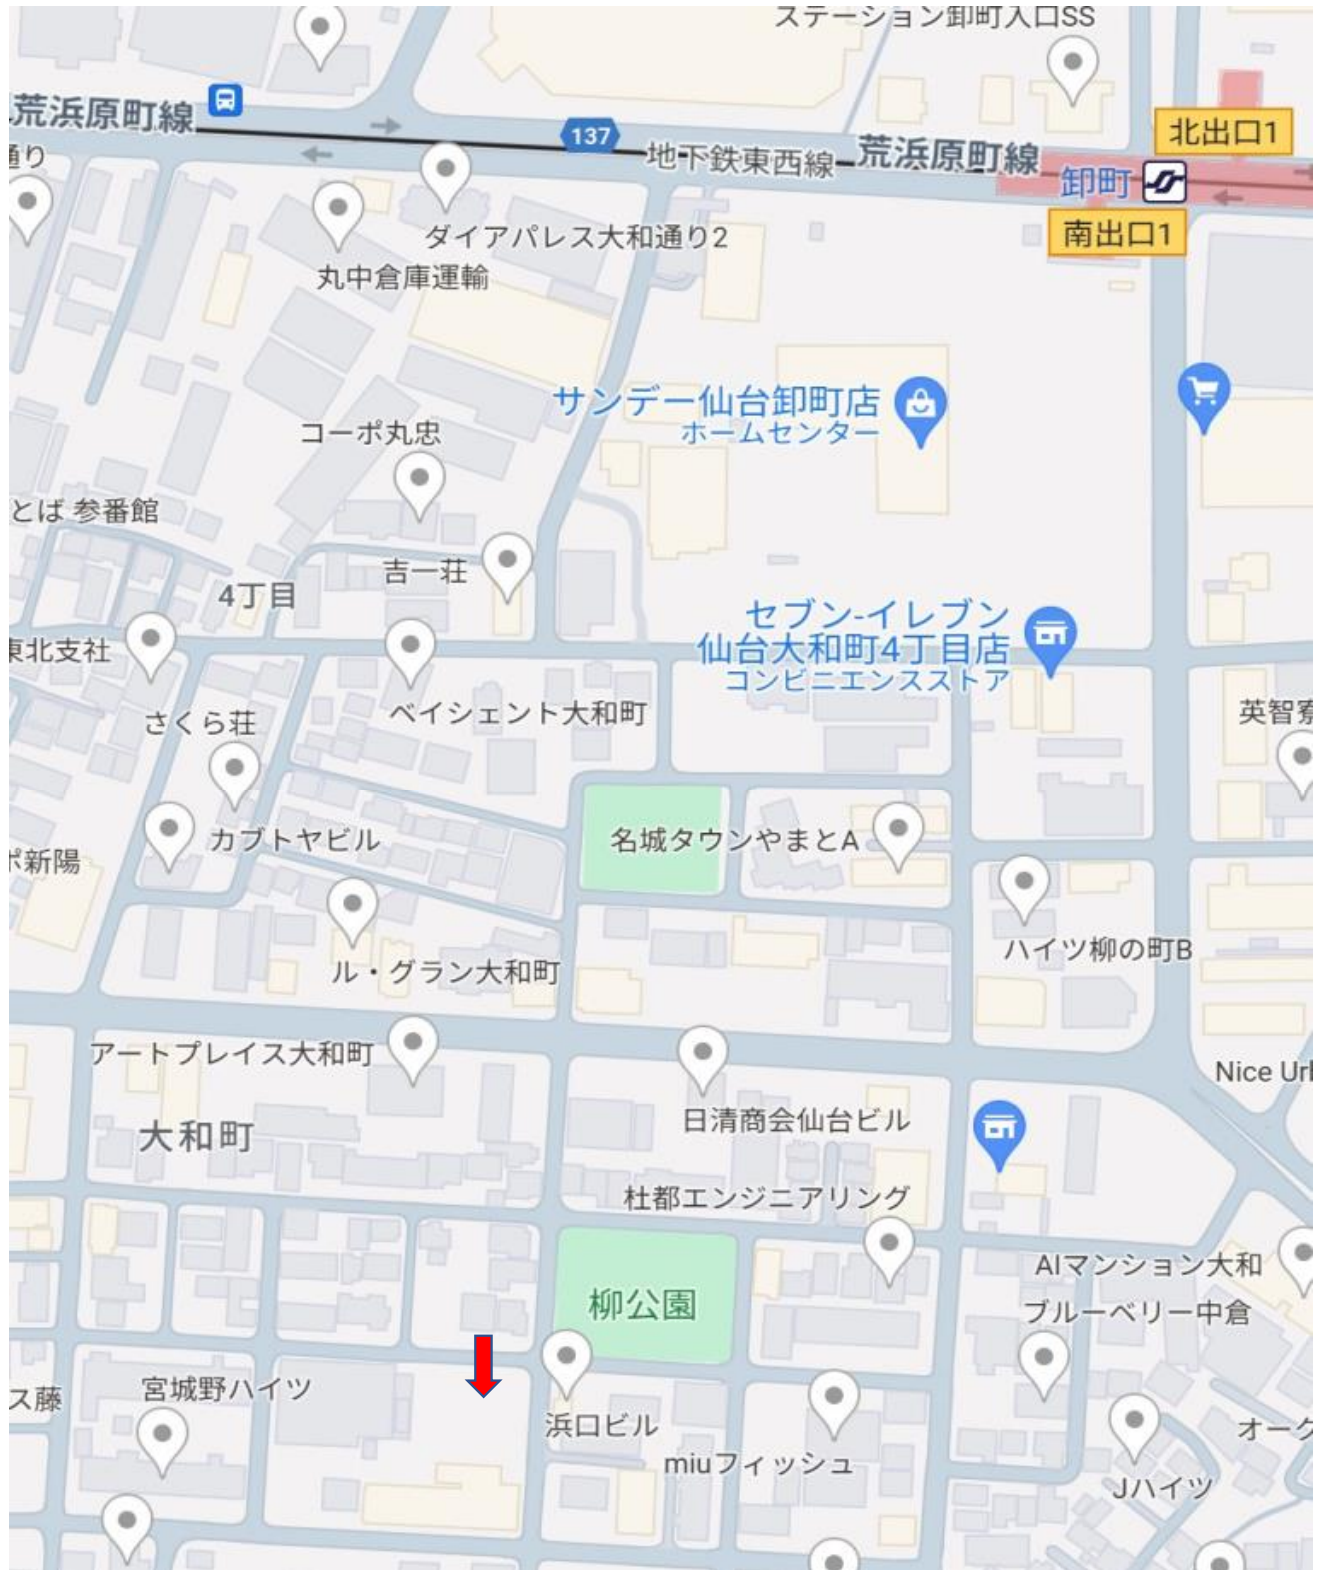 ステーション卸町入口SS
荒浜原町線
137
北出口1
通り
地下鉄東西線
荒浜原町線
卸町
南出口1
ダイアパレス大和通り2
丸中倉庫運輸
サンデー仙台卸町店
ホームセンター
コーポ丸忠
とば 参番館
吉一荘
4丁目
セブン-イレブン
仙台大和町4丁目店
コンビニエンスストア
東北支社
ベイシェント大和町
さくら荘
英智寮
カブトヤビル
名城タウンやまとA
ポ新陽
ハイツ柳の町B
ル・グラン大和町
アートプレイス大和町
Nice Url
日清商会仙台ビル
大和町
杜都エンジニアリング
AIマンション大和
柳公園
ブルーベリー中倉
宮城野ハイツ
ス藤
浜口ビル
オーク
miuフィッシュ
Jハイツ